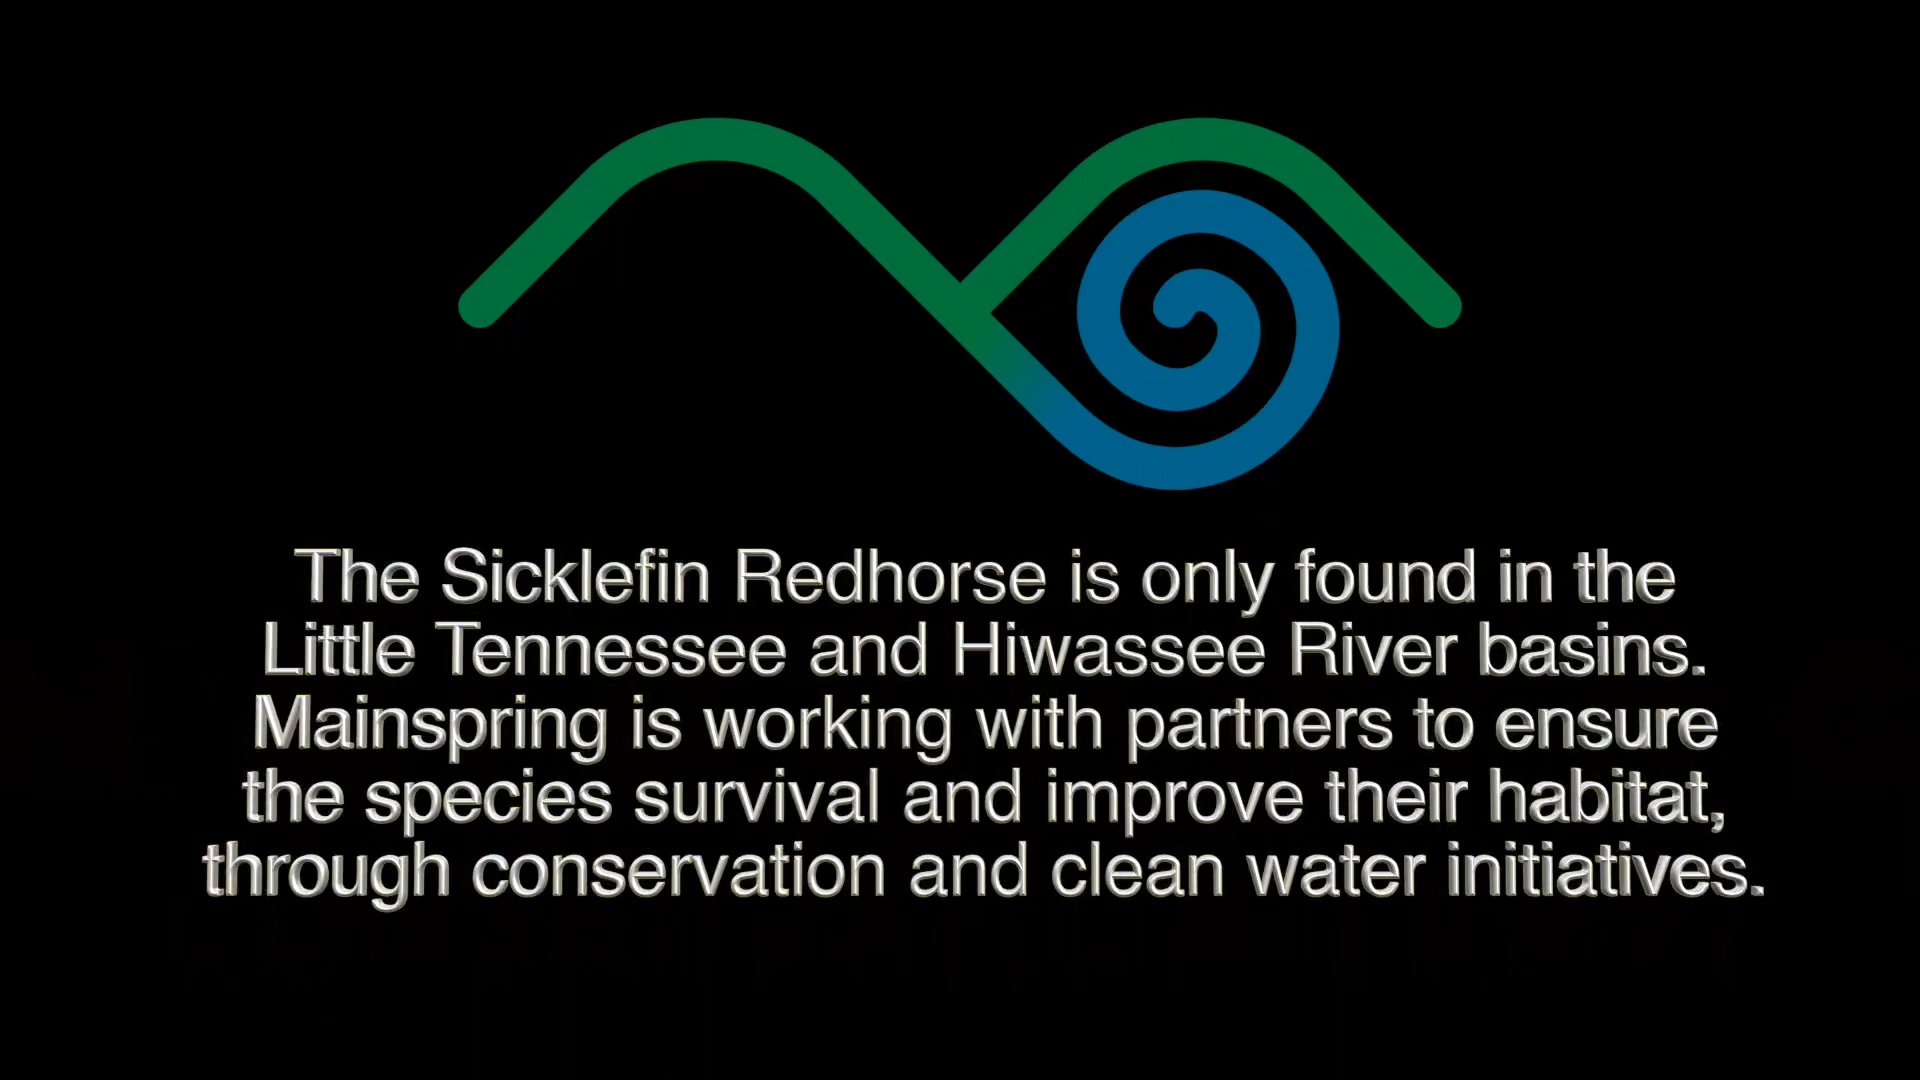 The Sicklefin Redhorse is only found in the
Little Tennessee and Hiwassee River basins.
Mainspring is working with partners to ensure
the species survival and improve their habitat,
through conservation and clean water initiatives.